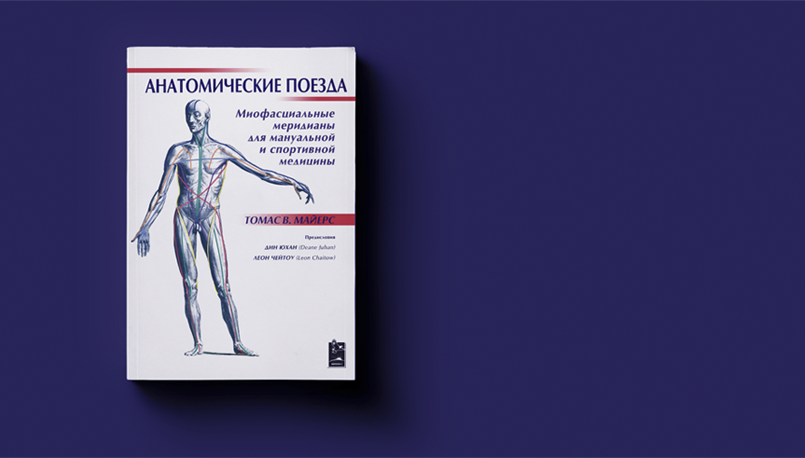 АНАТОМИЧЕСКИЕ ПОЕЗДА
Миофасциальные
меридианы
для мануальной
и спортивной
медицины
ТОМАС В. МАЙЕРС
Предисловия
ДИН ЮХАН (Deane Juhan)
ЛЕОН ЧЕЙТОУ (Leon Chaitow)